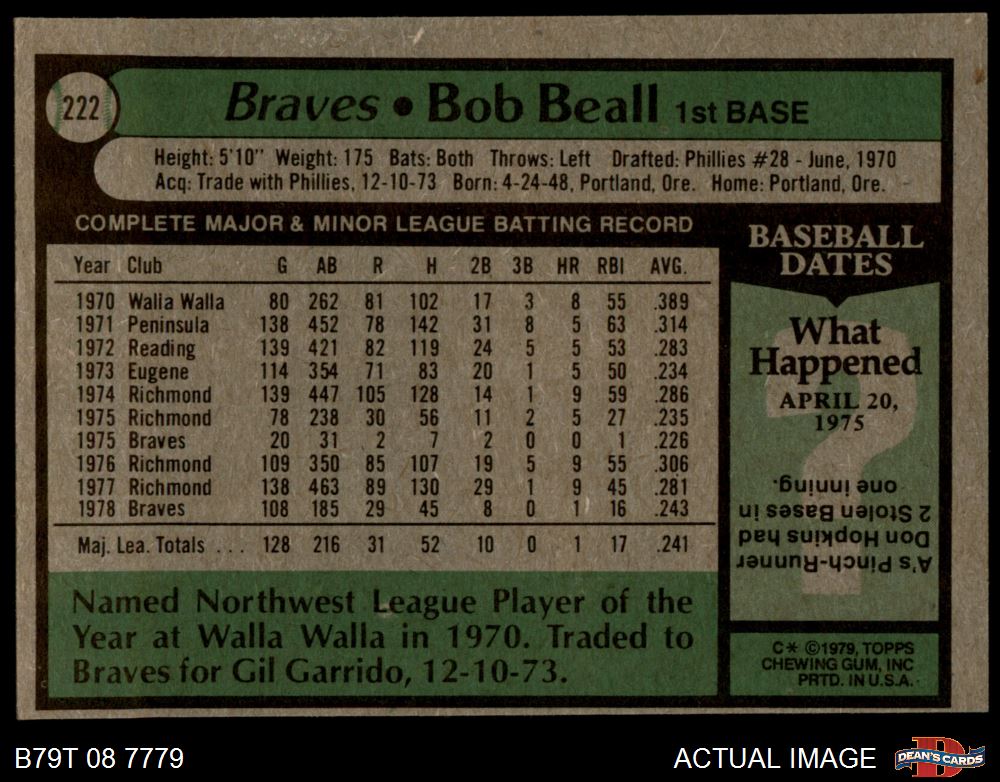 222
Braves • Bob Beall 1st BASE
Height: 5'10" Weight: 175 Bats: Both Throws: Left Drafted: Phillies #28 - June, 1970
Acq: Trade with Phillies, 12-10-73 Born: 4-24-48, Portland, Ore. Home: Portland, Ore.
COMPLETE MAJOR & MINOR LEAGUE BATTING RECORD
Year Club G AB R H 2B 3B HR RBI AVG.
1970 Walla Walla 80 262 81 102 17 3 8 55 .389
1971 Peninsula 138 452 78 142 31 8 5 63 .314
1972 Reading 139 421 82 119 24 5 5 53 .283
1973 Eugene 114 354 71 83 20 1 5 50 .234
1974 Richmond 139 447 105 128 14 1 9 59 .286
1975 Richmond 78 238 30 56 11 2 5 27 .235
1975 Braves 20 31 2 7 2 0 0 1 .226
1976 Richmond 109 350 85 107 19 5 9 55 .306
1977 Richmond 138 463 89 130 29 1 9 45 .281
1978 Braves 108 185 29 45 8 0 1 16 .243
Maj. Lea. Totals . . . 128 216 31 52 10 0 1 17 .241
Named Northwest League Player of the
Year at Walla Walla in 1970. Traded to
Braves for Gil Garrido, 12-10-73.
BASEBALL
DATES
What
Happened
APRIL 20,
1975
?
A's Pinch-Runner
Don Hopkins had
2 Stolen Bases in
one inning.
C* ©1979, TOPPS
CHEWING GUM, INC
PRTD. IN U.S.A.
B79T 08 7779
ACTUAL IMAGE
D
DEAN'S CARDS